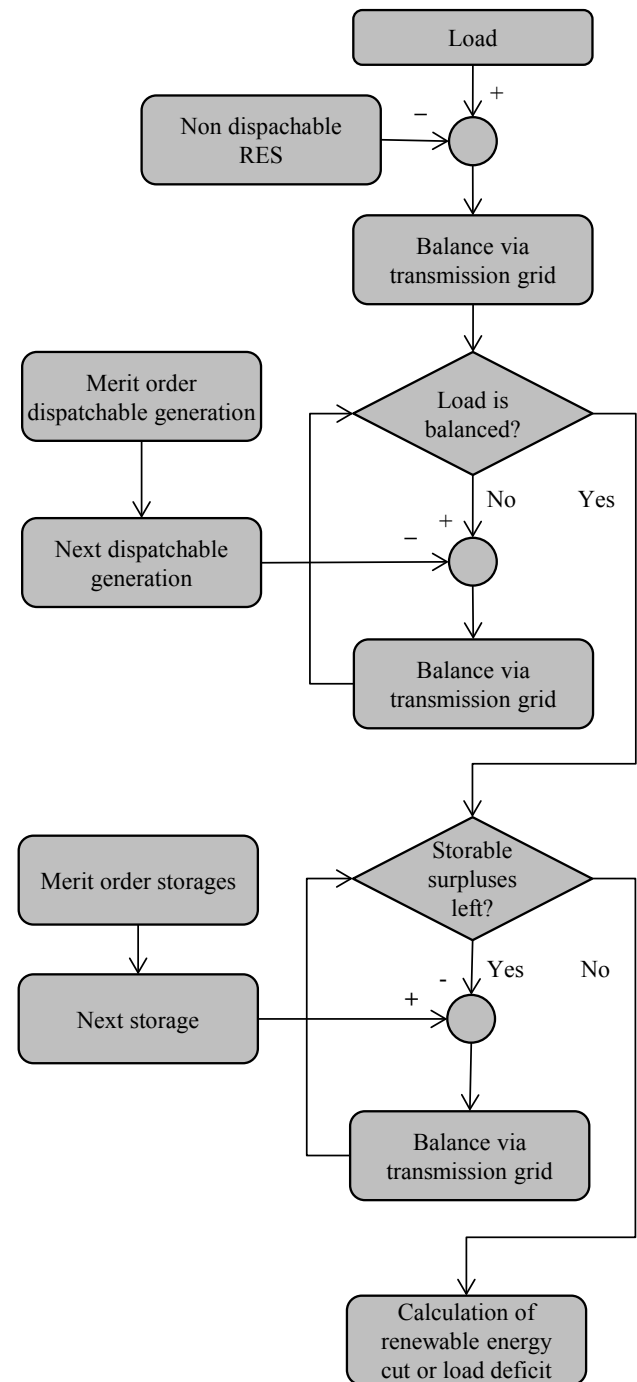 Load
+
−
Non dispachable
RES
Balance via
transmission grid
Merit order
dispatchable generation
Load is
balanced?
No
Yes
+
−
Next dispatchable
generation
Balance via
transmission grid
Storable
surpluses
left?
Merit order storages
Yes
No
-
+
Next storage
Balance via
transmission grid
Calculation of
renewable energy
cut or load deficit